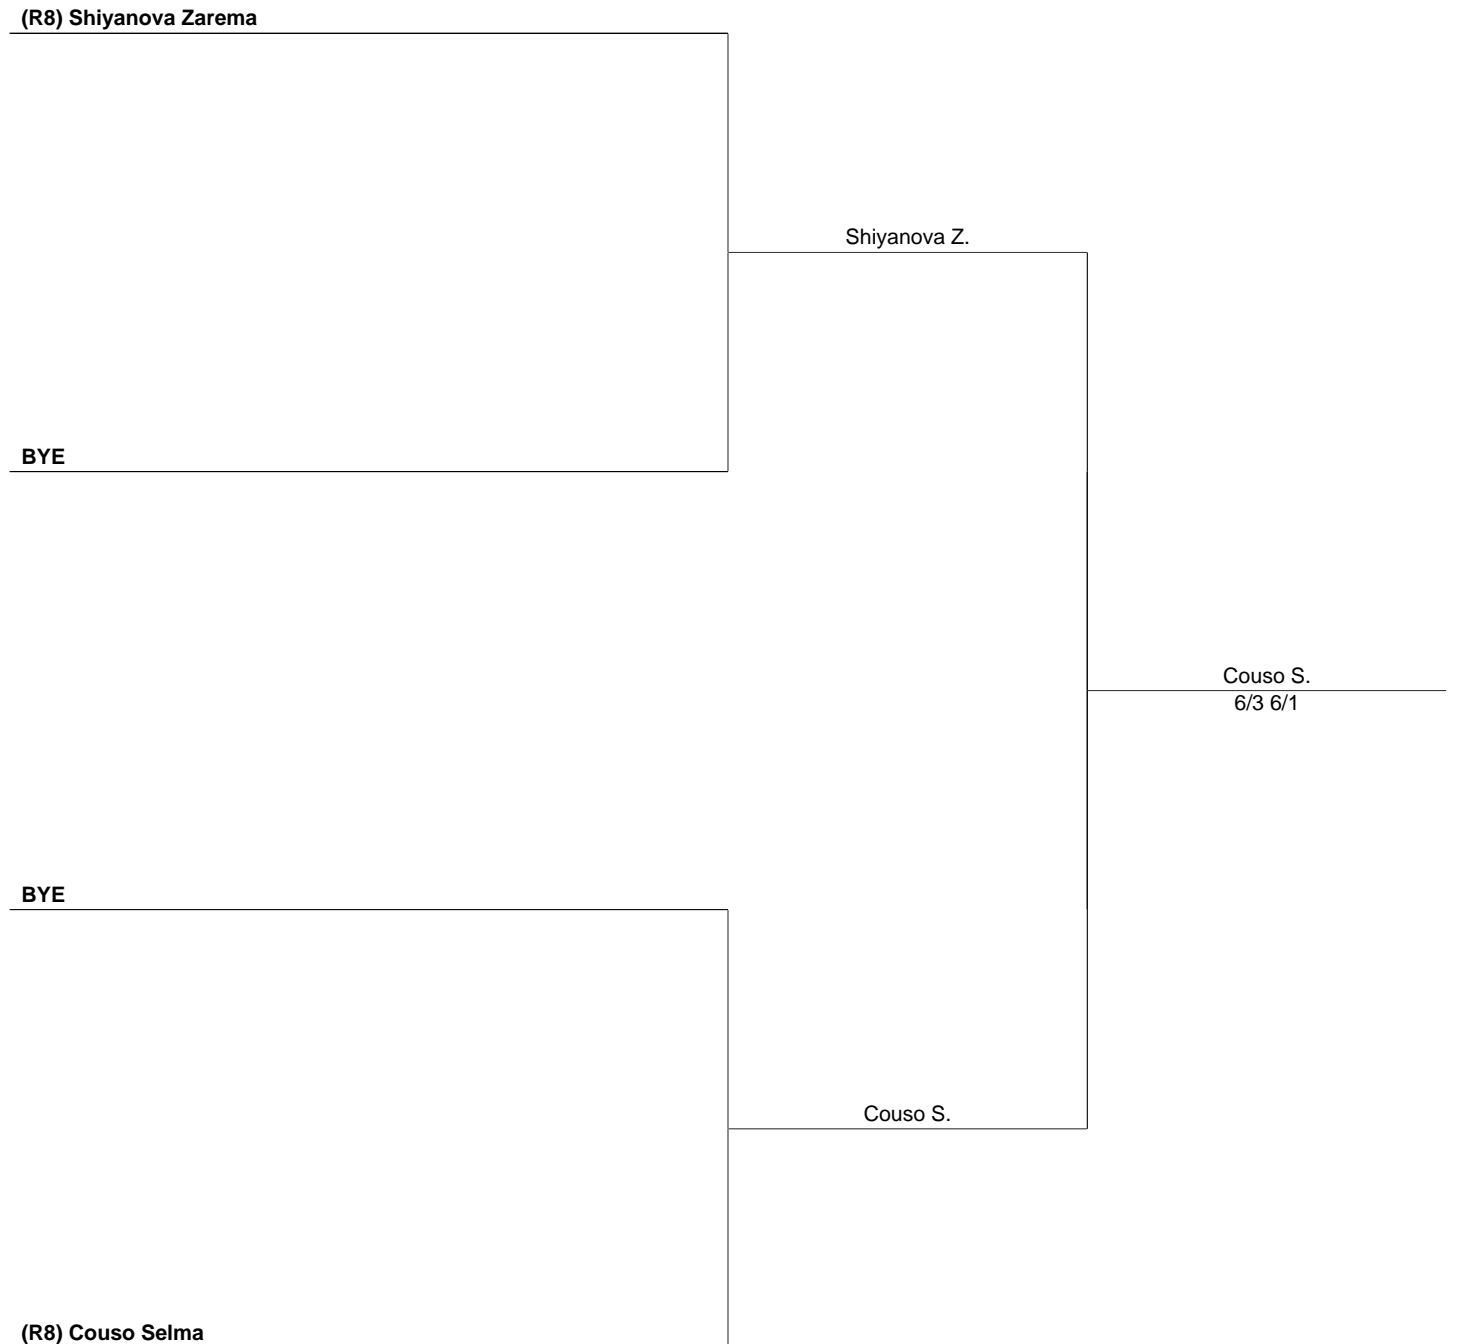 (R8) Shiyanova Zarema
Shiyanova Z.
BYE
Couso S.
6/3 6/1
BYE
Couso S.
(R8) Couso Selma